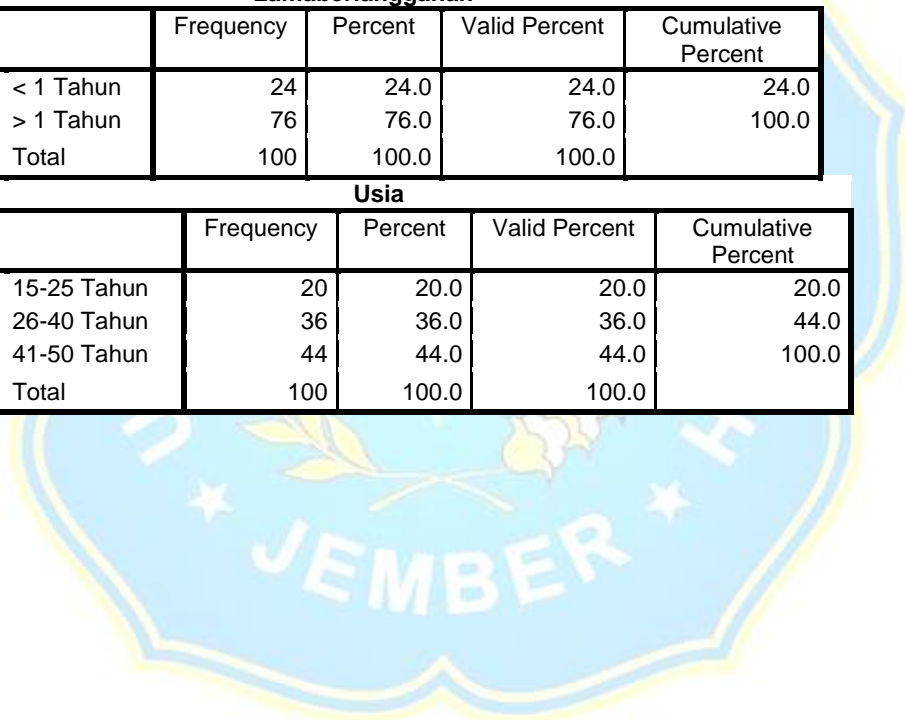 Frequency Percent Valid Percent Cumulative Percent
< 1 Tahun 24 24.0 24.0 24.0
> 1 Tahun 76 76.0 76.0 100.0
Total 100 100.0 100.0
Usia
Frequency Percent Valid Percent Cumulative Percent
15-25 Tahun 20 20.0 20.0 20.0
26-40 Tahun 36 36.0 36.0 44.0
41-50 Tahun 44 44.0 44.0 100.0
Total 100 100.0 100.0
JEMBER